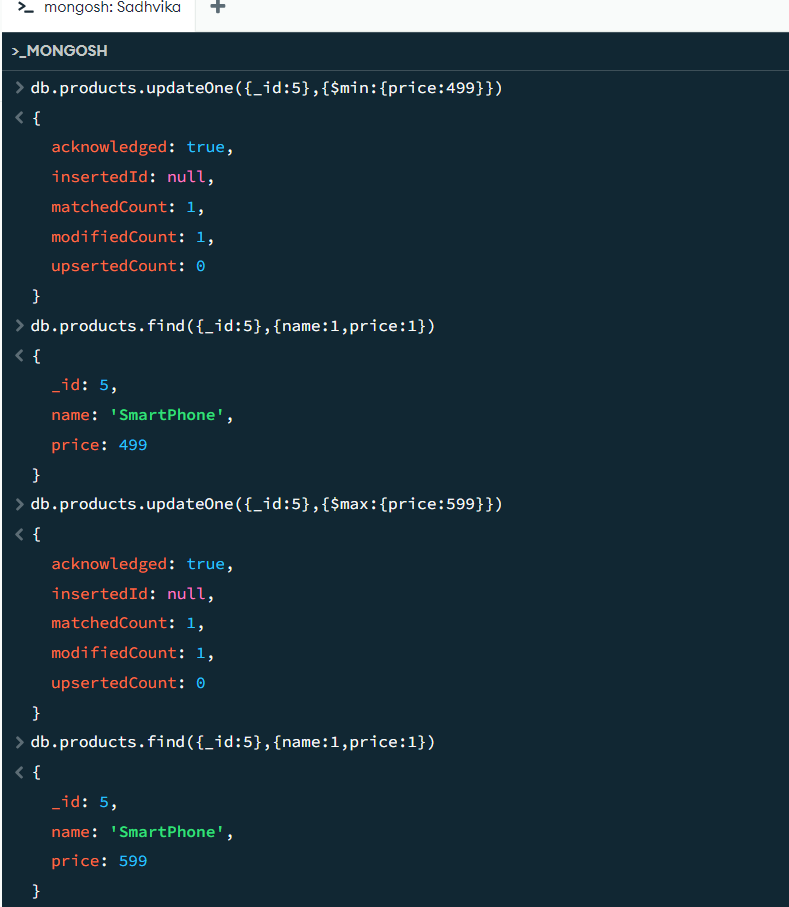 >_ mongosh: Sadhvika +
>_MONGOSH
> db.products.updateOne({_id:5},{$min:{price:499}})
< {
acknowledged: true,
insertedId: null,
matchedCount: 1,
modifiedCount: 1,
upsertedCount: 0
}
> db.products.find({_id:5},{name:1,price:1})
< {
_id: 5,
name: 'SmartPhone',
price: 499
}
> db.products.updateOne({_id:5},{$max:{price:599}})
< {
acknowledged: true,
insertedId: null,
matchedCount: 1,
modifiedCount: 1,
upsertedCount: 0
}
> db.products.find({_id:5},{name:1,price:1})
< {
_id: 5,
name: 'SmartPhone',
price: 599
}